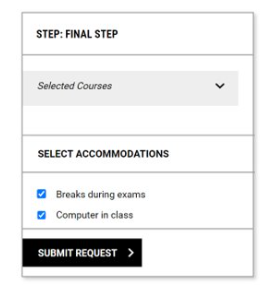 STEP: FINAL STEP
Selected Courses
SELECT ACCOMMODATIONS
Breaks during exams
Computer in class
SUBMIT REQUEST